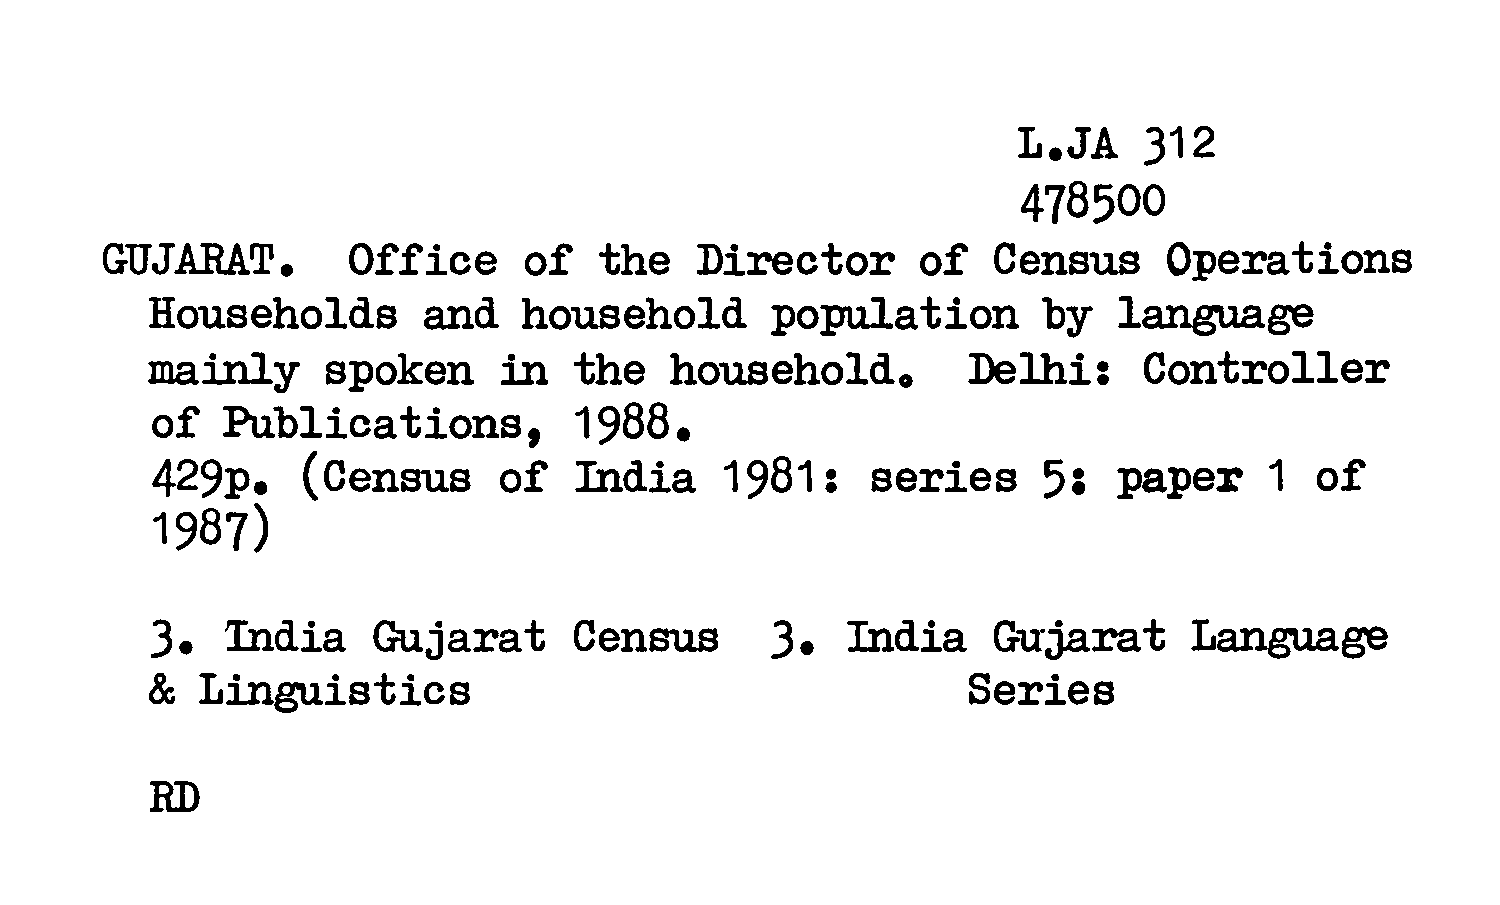 L.JA 312
478500
GUJARAT. Office of the Director of Census Operations
Households and household population by language
mainly spoken in the household. Delhi: Controller
of Publications, 1988.
429p. (Census of India 1981: series 5: paper 1 of
1987)
3. India Gujarat Census 3. India Gujarat Language
& Linguistics Series
RD